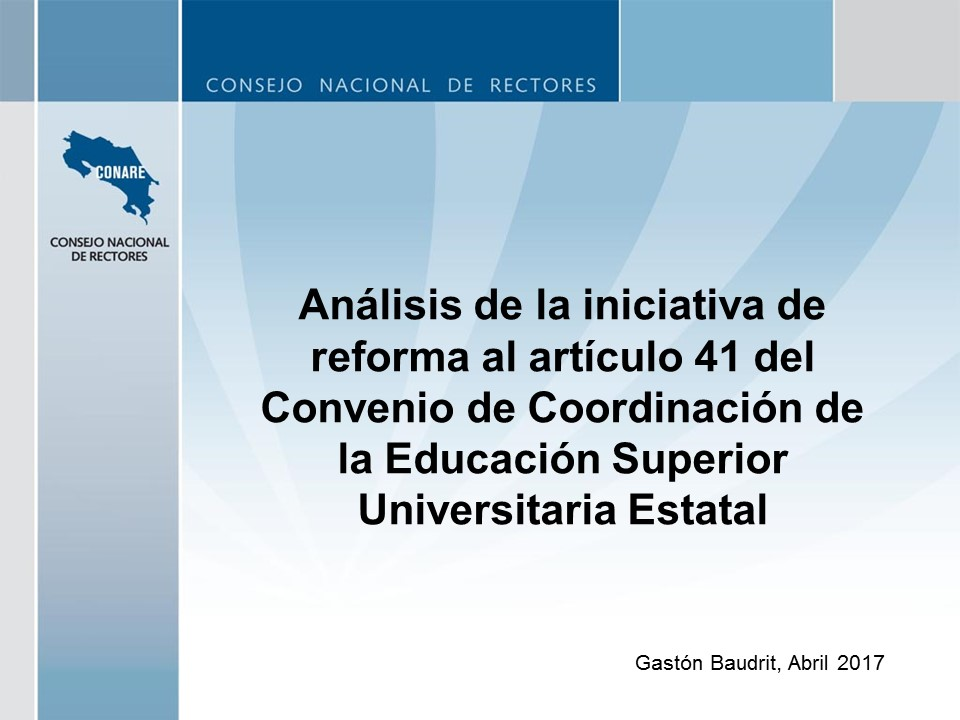 CONSEJO NACIONAL DE RECTORES
CONARE
CONSEJO NACIONAL
DE RECTORES
Análisis de la iniciativa de
reforma al artículo 41 del
Convenio de Coordinación de
la Educación Superior
Universitaria Estatal
Gastón Baudrit, Abril 2017